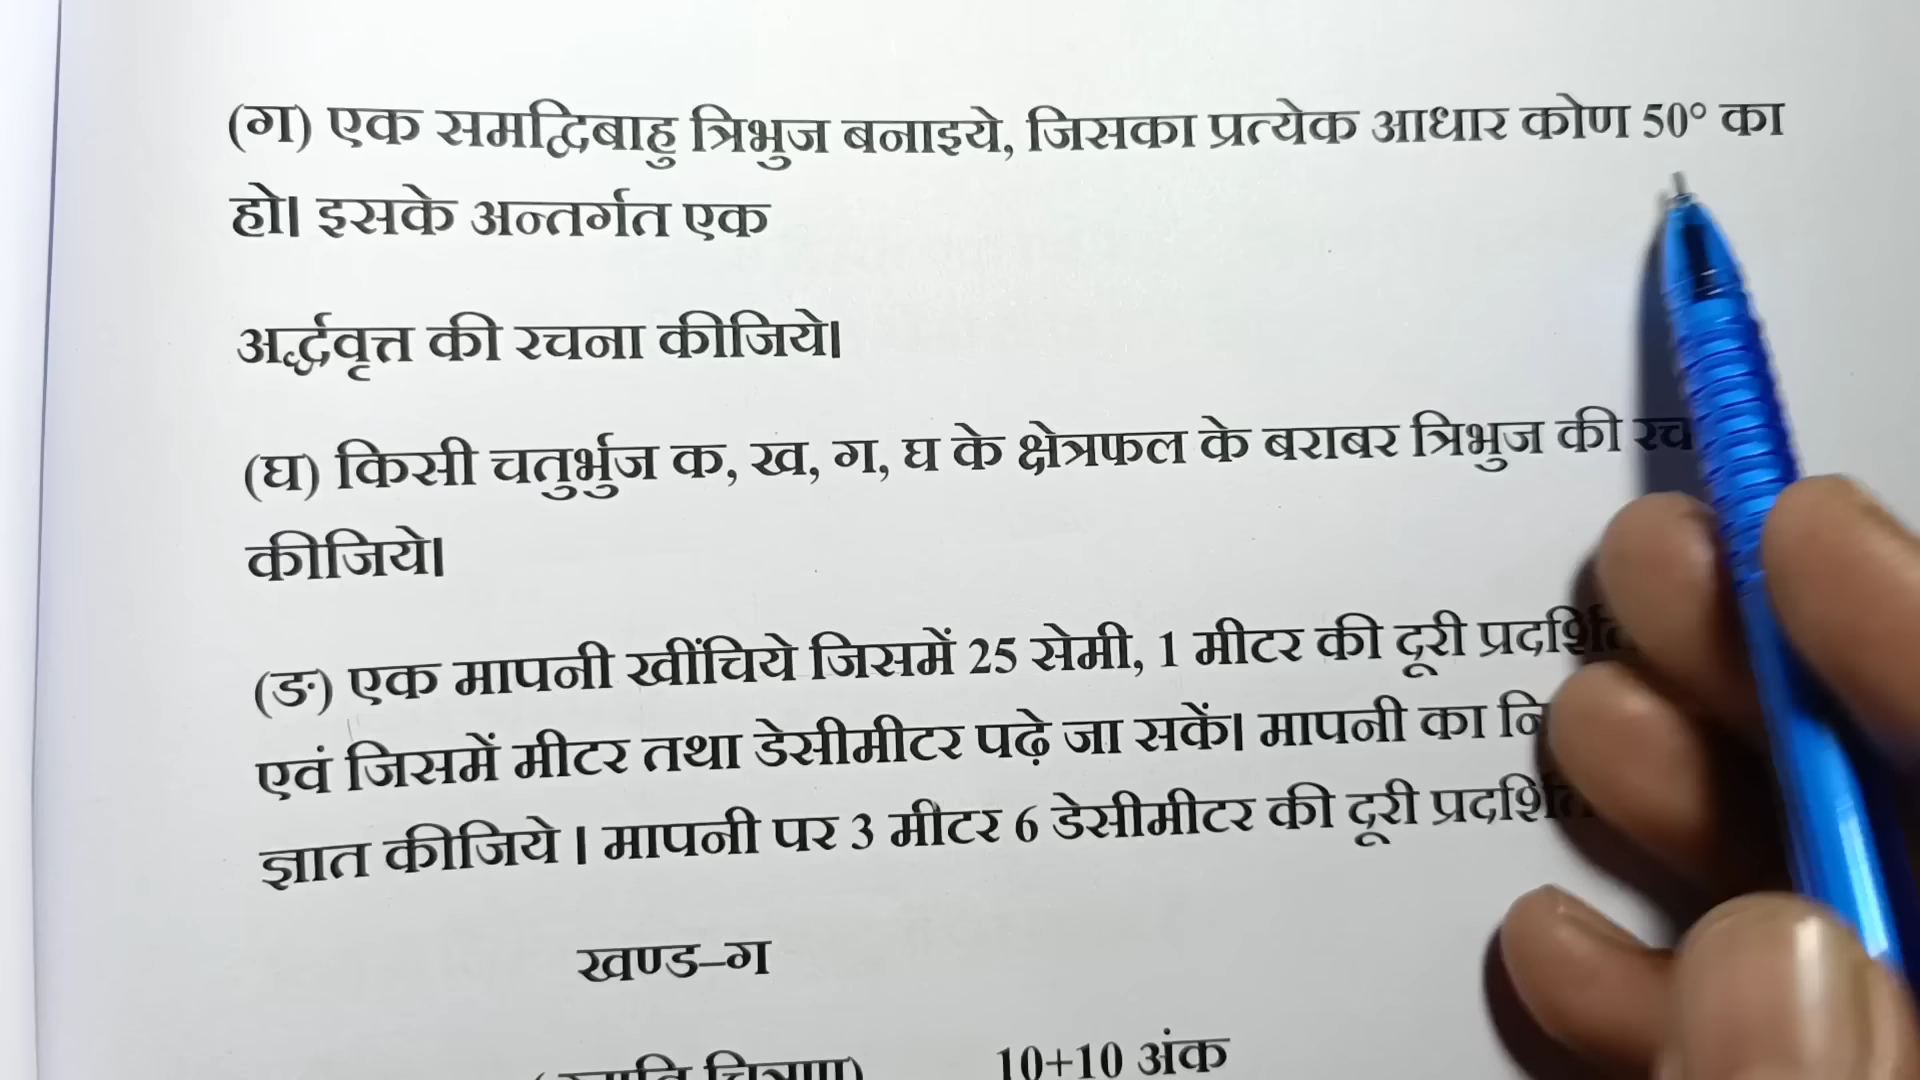 (ग) एक समद्विबाहु त्रिभुज बनाइये, जिसका प्रत्येक आधार कोण 50° का
हो। इसके अन्तर्गत एक
अर्द्धवृत्त की रचना कीजिये।
(घ) किसी चतुर्भुज क, ख, ग, घ के क्षेत्रफल के बराबर त्रिभुज की
कीजिये।
(ङ) एक मापनी खींचिये जिसमें 25 सेमी, 1 मीटर की दूरी
एवं जिसमें मीटर तथा डेसीमीटर पढ़े जा सकें। मापनी का
ज्ञात कीजिये । मापनी पर 3 मीटर 6 डेसीमीटर की दूरी
खण्ड–ग
10+10 अंक